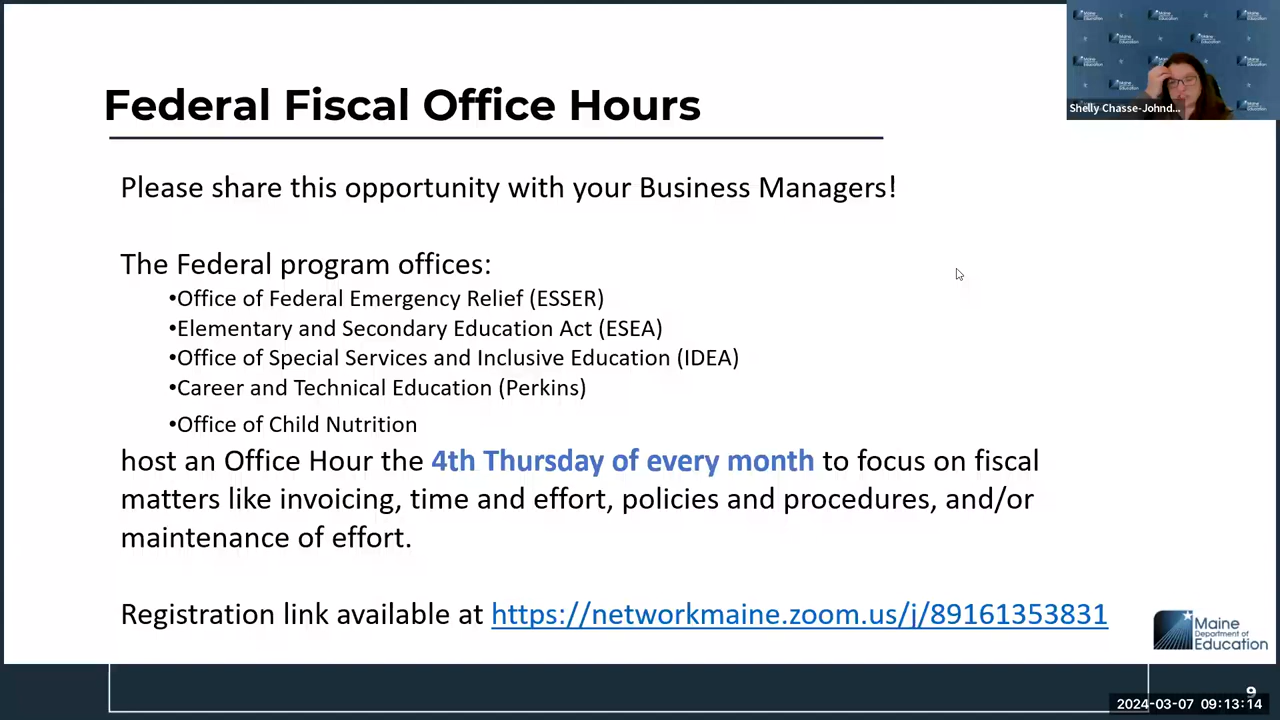 Federal Fiscal Office Hours
Please share this opportunity with your Business Managers!
The Federal program offices:
•Office of Federal Emergency Relief (ESSER)
•Elementary and Secondary Education Act (ESEA)
•Office of Special Services and Inclusive Education (IDEA)
•Career and Technical Education (Perkins)
•Office of Child Nutrition
host an Office Hour the 4th Thursday of every month to focus on fiscal
matters like invoicing, time and effort, policies and procedures, and/or
maintenance of effort.
Registration link available at https://networkmaine.zoom.us/j/89161353831
Shelly Chasse-Johnd...
Maine
Department of
Education
9
2024-03-07 09:13:14